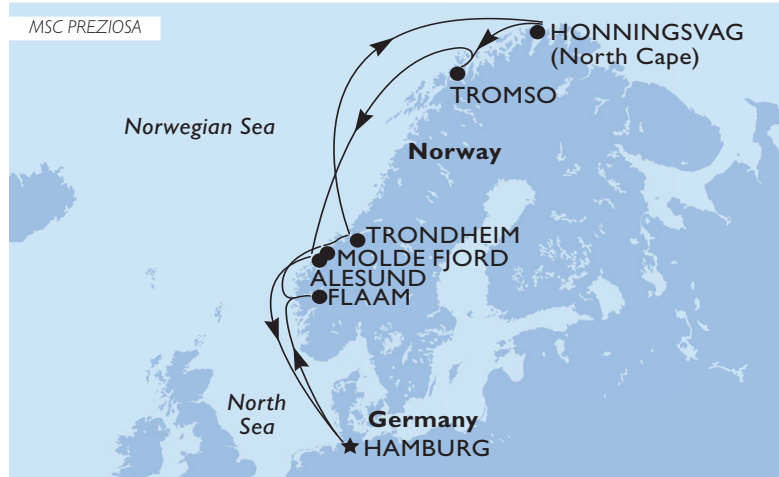 MSC PREZIOSA
HONNINGSVAG
(North Cape)
TROMSO
Norwegian Sea
Norway
TRONDHEIM
MOLDE FJORD
ALESUND
FLAAM
North
Sea
Germany
HAMBURG